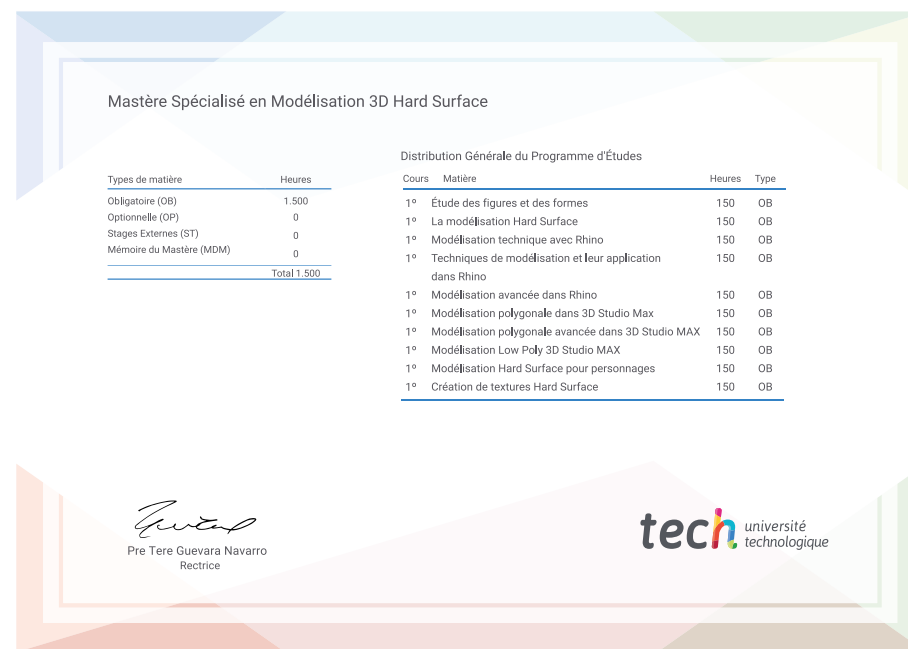 Mastère Spécialisé en Modélisation 3D Hard Surface
Types de matière Heures
Obligatoire (OB) 1.500
Optionnelle (OP) 0
Stages Externes (ST) 0
Mémoire du Mastère (MDM) 0
Total 1.500
Distribution Générale du Programme d'Études
Cours Matière Heures Type
1º Étude des figures et des formes 150 OB
1º La modélisation Hard Surface 150 OB
1º Modélisation technique avec Rhino 150 OB
1º Techniques de modélisation et leur application 150 OB
dans Rhino
1º Modélisation avancée dans Rhino 150 OB
1º Modélisation polygonale dans 3D Studio Max 150 OB
1º Modélisation polygonale avancée dans 3D Studio MAX 150 OB
1º Modélisation Low Poly 3D Studio MAX 150 OB
1º Modélisation Hard Surface pour personnages 150 OB
1º Création de textures Hard Surface 150 OB
Pre Tere Guevara Navarro
Rectrice
tech université
technologique